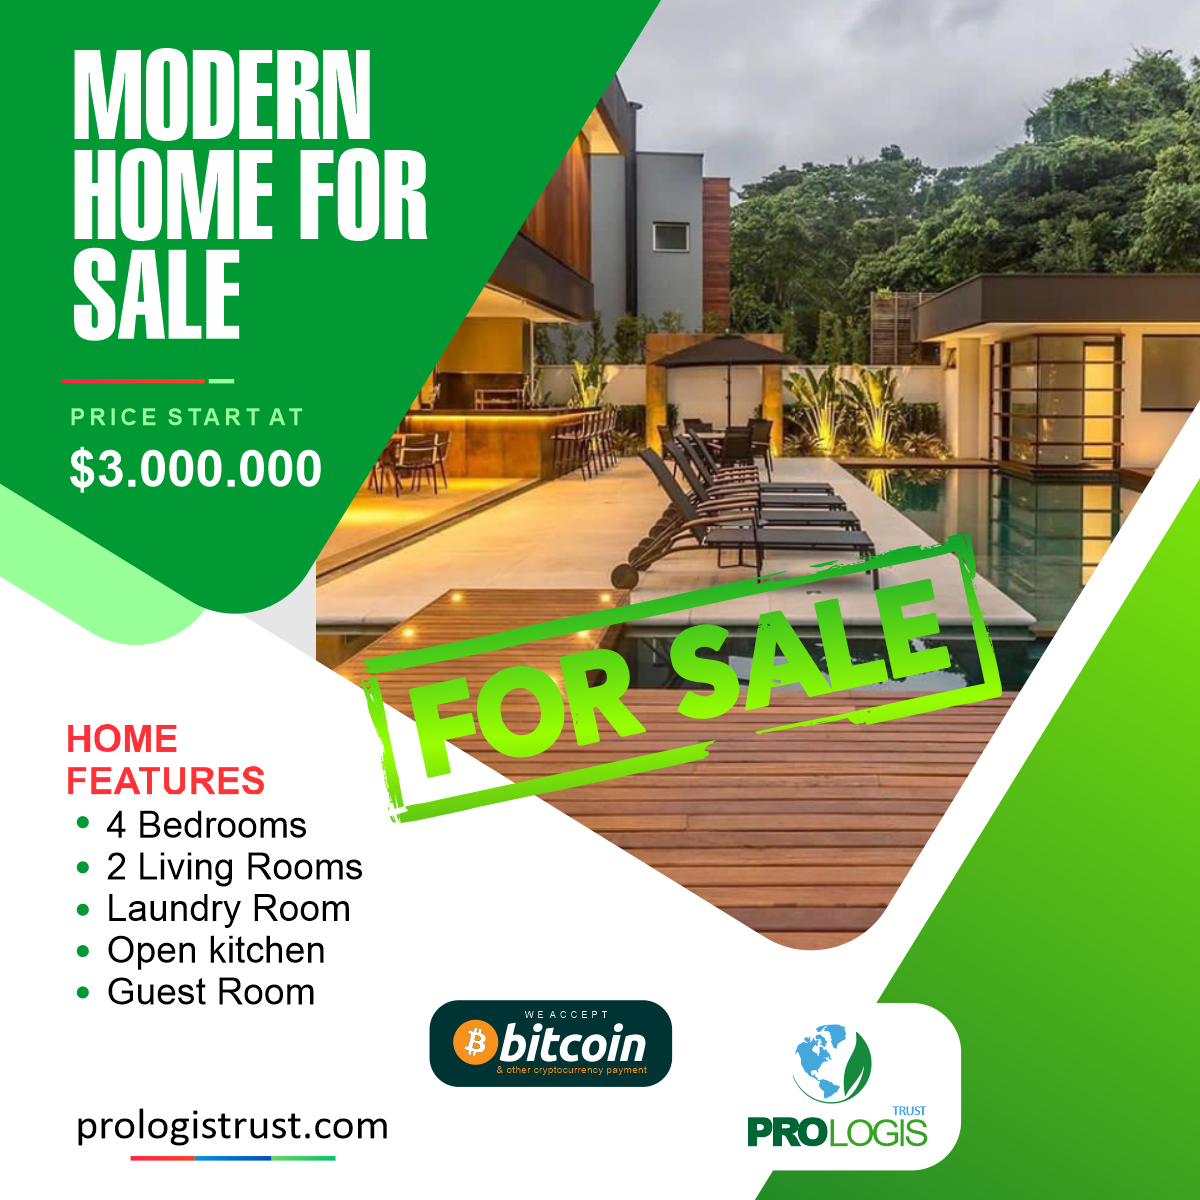 MODERN
HOME FOR
SALE
PRICE START AT
$3.000.000
FOR SALE
HOME
FEATURES
4 Bedrooms
2 Living Rooms
Laundry Room
Open kitchen
Guest Room
WE ACCEPT
bitcoin
& other cryptocurrency payment
prologistrust.com
TRUST
PROLOGIS